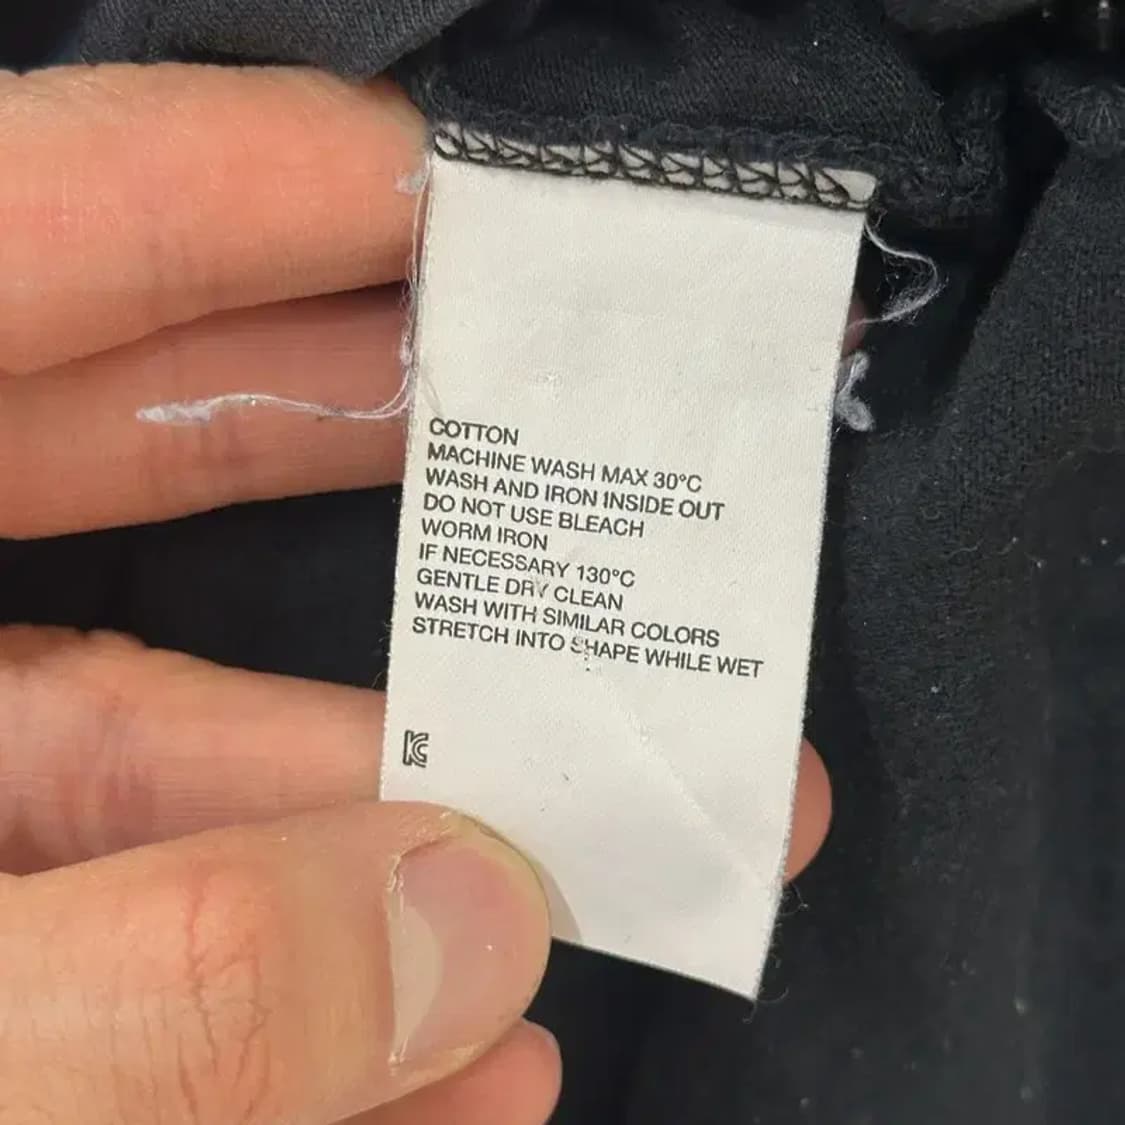 COTTON
MACHINE WASH MAX 30°C
WASH AND IRON INSIDE OUT
DO NOT USE BLEACH
WORM IRON
IF NECESSARY 130°C
GENTLE DRY CLEAN
WASH WITH SIMILAR COLORS
STRETCH INTO SHAPE WHILE WET
KC